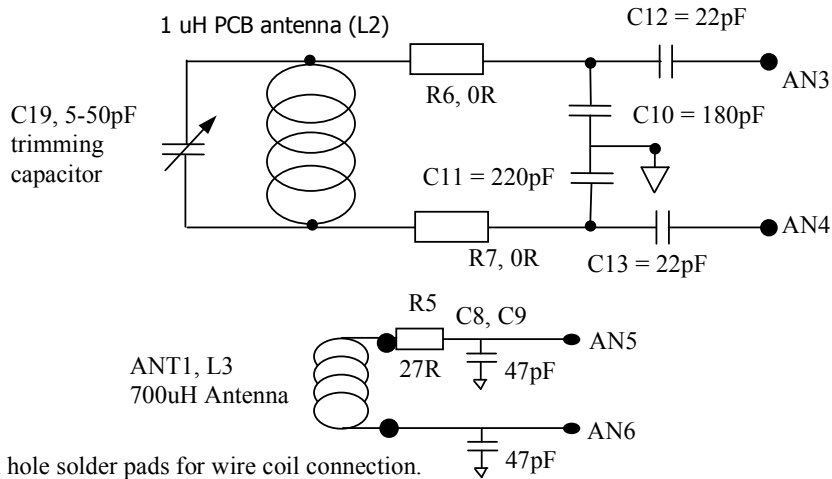 1 uH PCB antenna (L2)
C12 = 22pF
AN3
R6, 0R
C19, 5-50pF
trimming
capacitor
C10 = 180pF
C11 = 220pF
AN4
R7, 0R
C13 = 22pF
R5
C8, C9
AN5
27R
47pF
ANT1, L3
700uH Antenna
AN6
hole solder pads for wire coil connection.
47pF